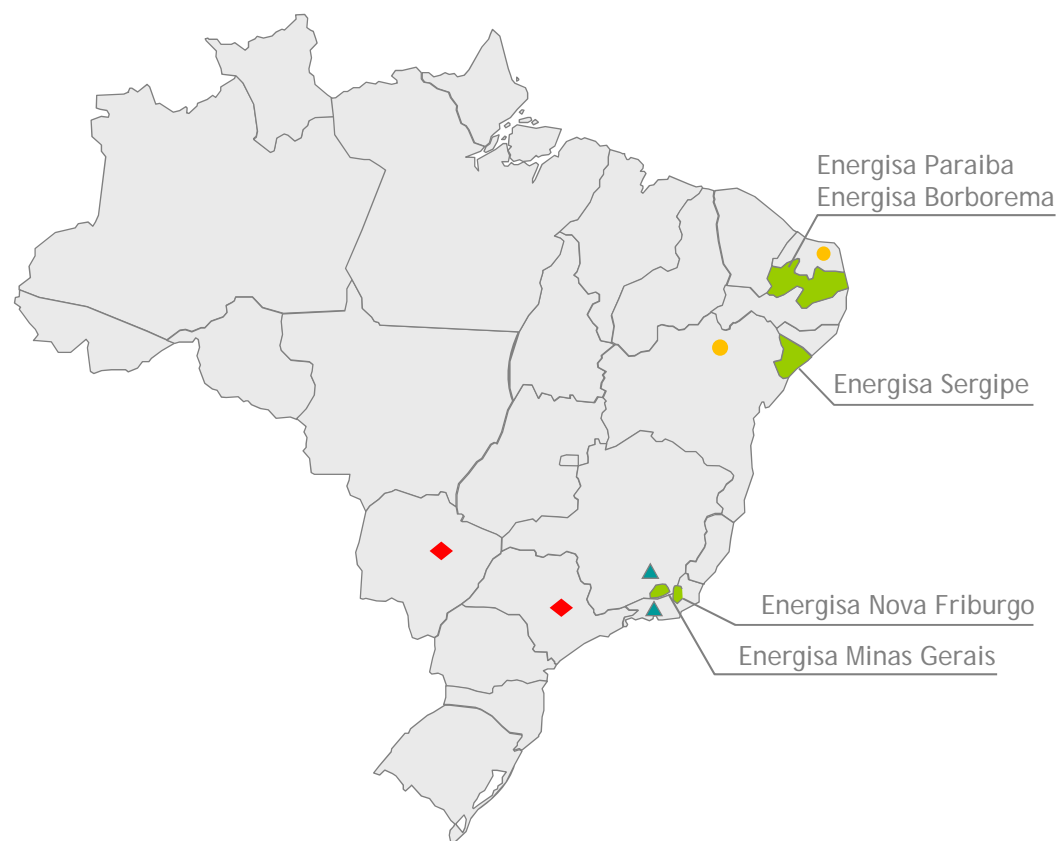 Energisa Paraiba
Energisa Borborema
Energisa Sergipe
Energisa Nova Friburgo
Energisa Minas Gerais